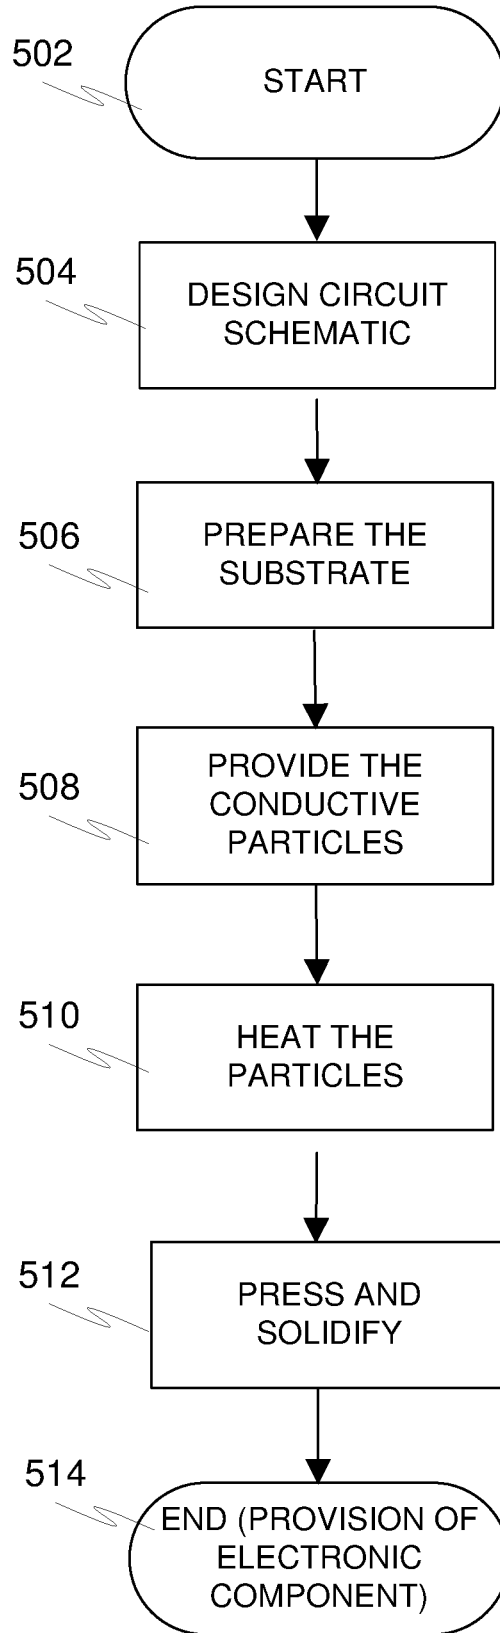 502
START
504
DESIGN CIRCUIT
SCHEMATIC
506
PREPARE THE
SUBSTRATE
508
PROVIDE THE
CONDUCTIVE
PARTICLES
510
HEAT THE
PARTICLES
512
PRESS AND
SOLIDIFY
514
END (PROVISION OF
ELECTRONIC
COMPONENT)